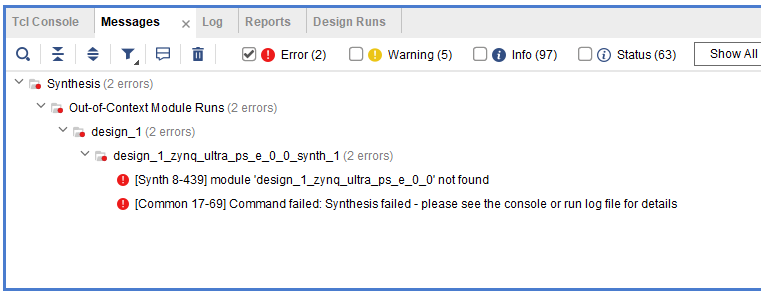 Tcl Console Messages × Log Reports Design Runs
Error (2) Warning (5) Info (97) Status (63) Show All
Synthesis (2 errors)
Out-of-Context Module Runs (2 errors)
design_1 (2 errors)
design_1_zynq_ultra_ps_e_0_0_synth_1 (2 errors)
[Synth 8-439] module 'design_1_zynq_ultra_ps_e_0_0' not found
[Common 17-69] Command failed: Synthesis failed - please see the console or run log file for details